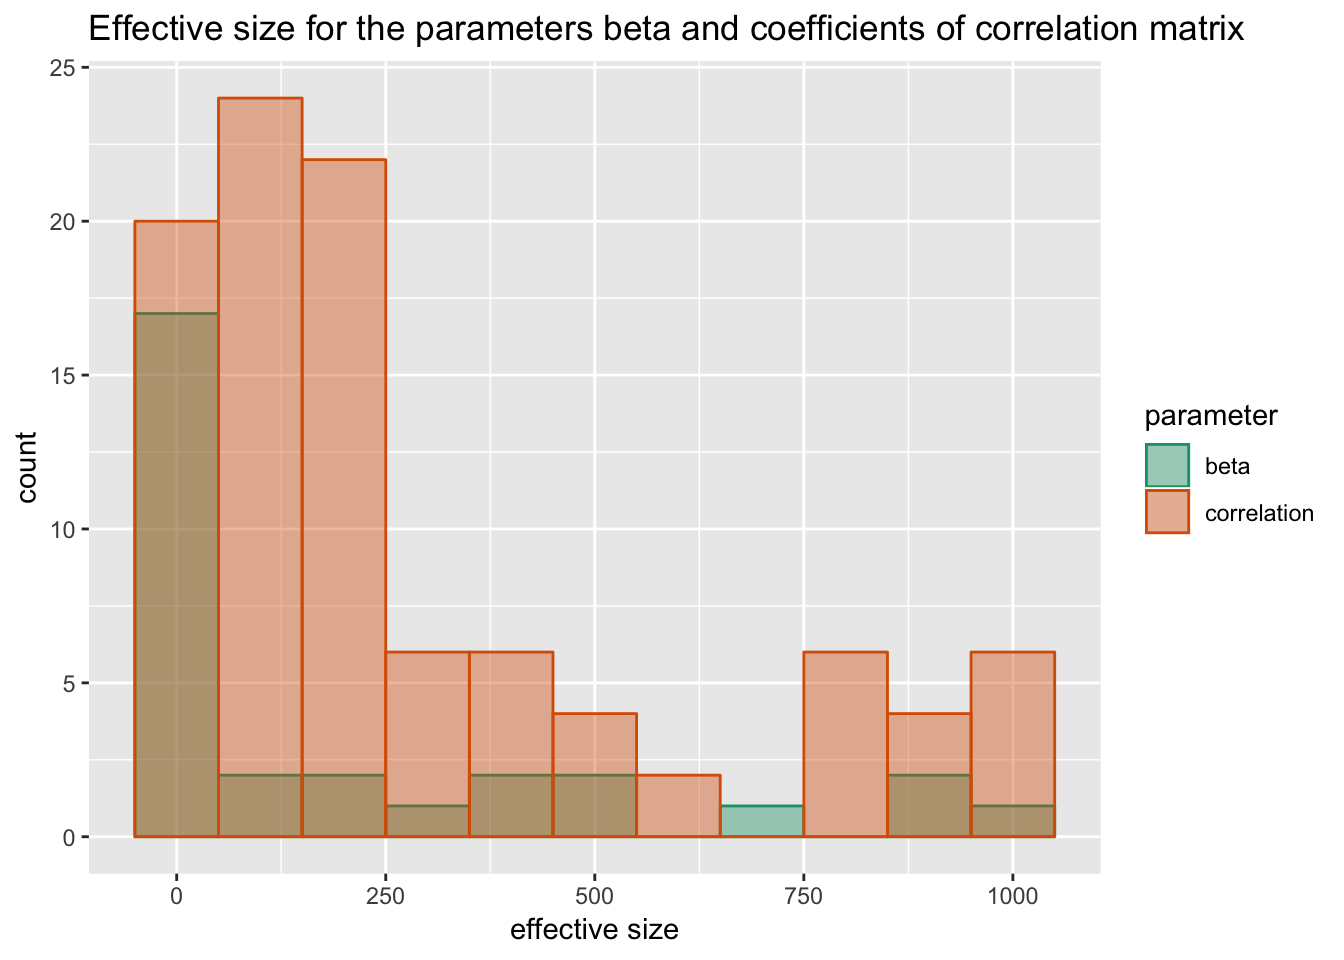 Effective size for the parameters beta and coefficients of correlation matrix
25
20
15
10
5
0
count
0 250 500 750 1000
effective size
parameter
beta
correlation